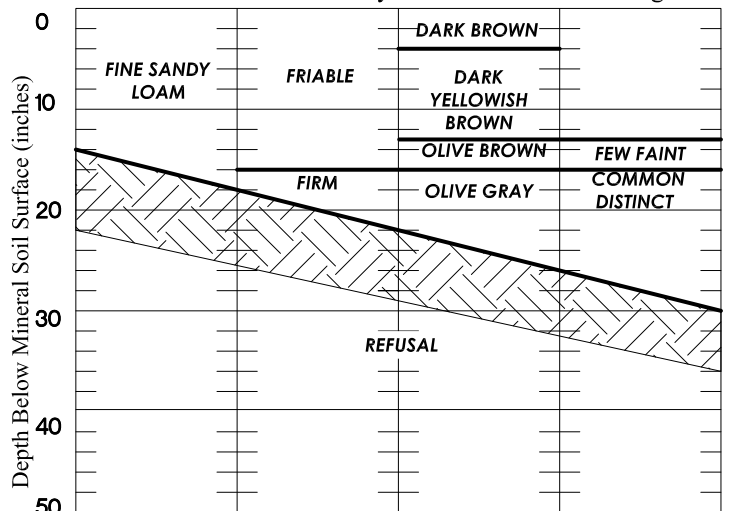 0
DARK BROWN
FINE SANDY
LOAM
FRIABLE
DARK
YELLOWISH
BROWN
10
OLIVE BROWN
FEW FAINT
FIRM
OLIVE GRAY
COMMON
DISTINCT
20
30
REFUSAL
40
50
Depth Below Mineral Soil Surface (inches)